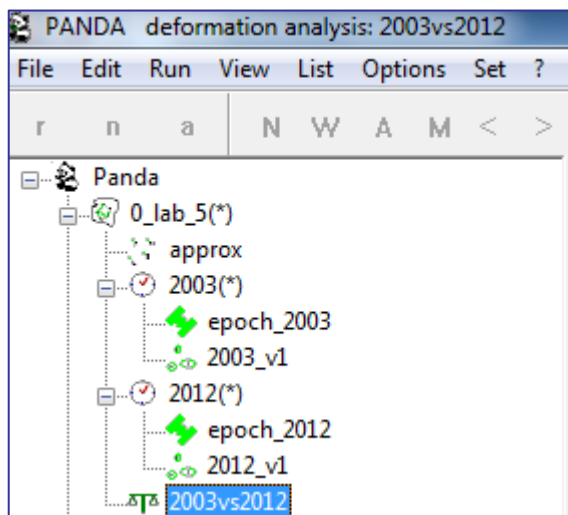 PANDA deformation analysis: 2003vs2012
File Edit Run View List Options Set ?
r n a N W A M < >
Panda
0_lab_5(*)
approx
2003(*)
epoch_2003
2003_v1
2012(*)
epoch_2012
2012_v1
2003vs2012